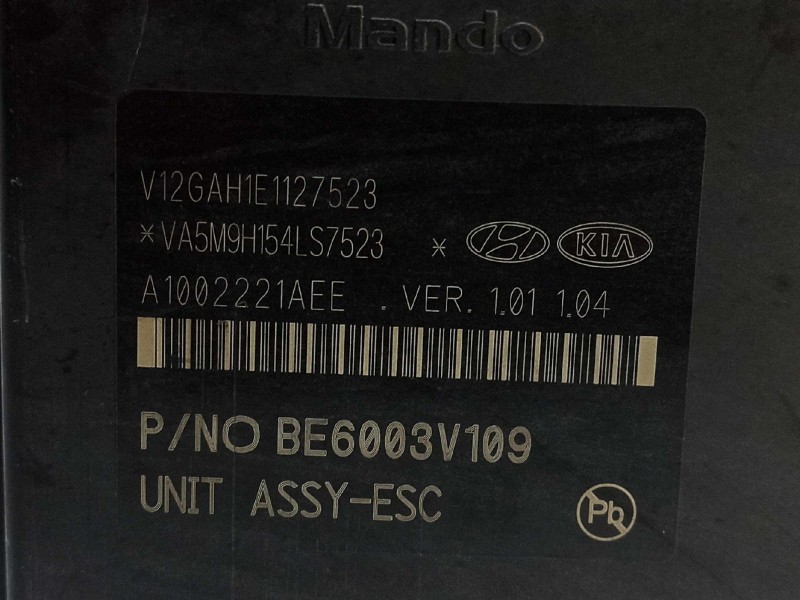 Mando
V12GAH1E1127523
*VA5M9H154LS7523 * KIA
A1002221AEE . VER. 1.01 1.04
P/NO BE6003V109
UNIT ASSY-ESC
Pb